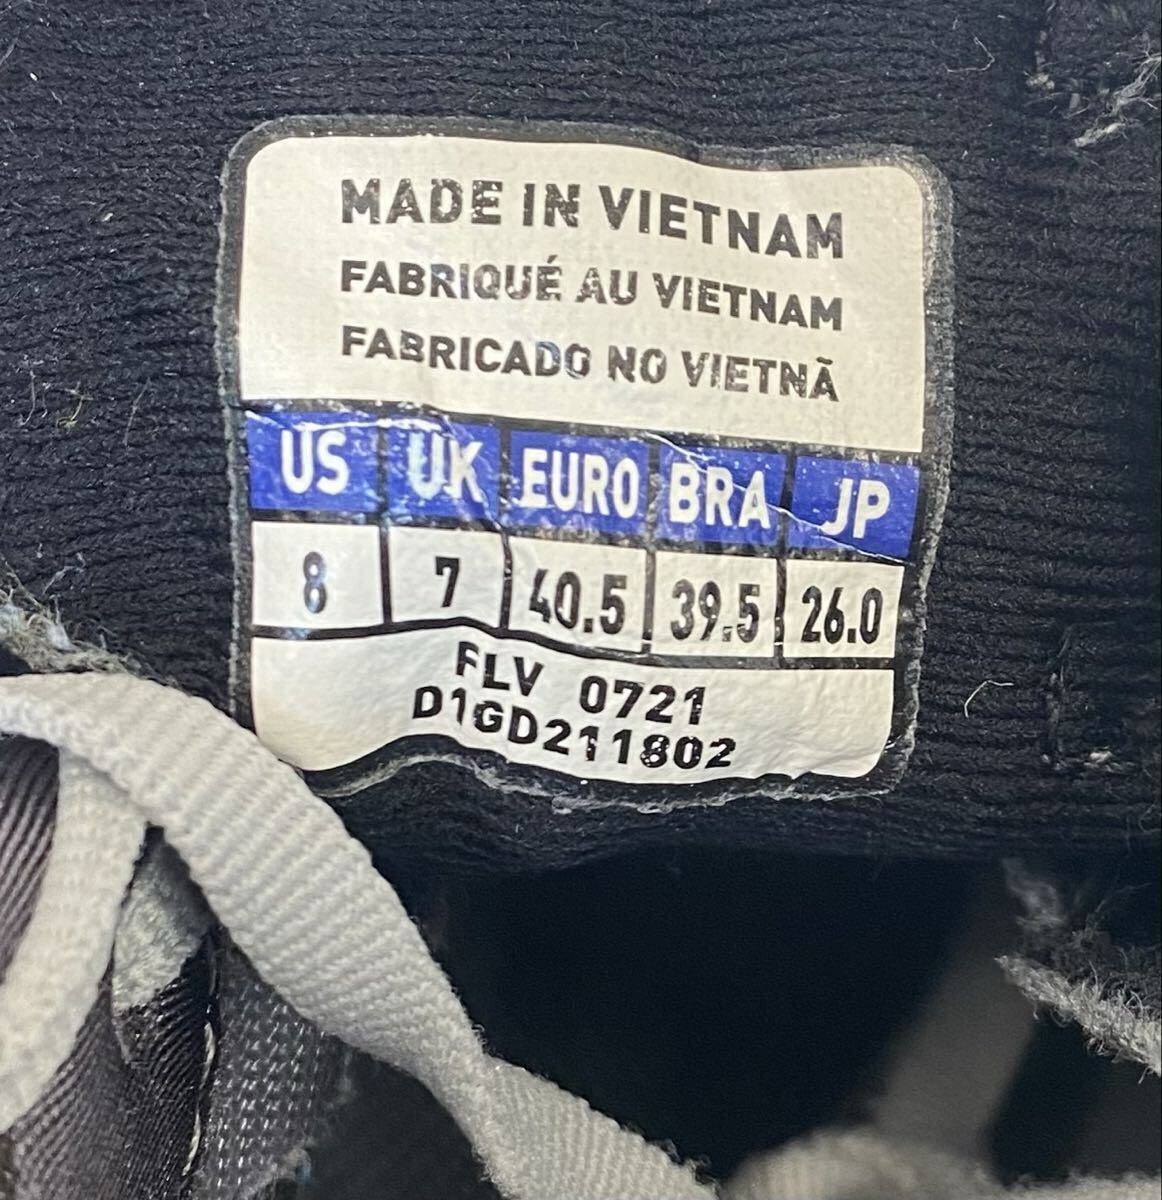 MADE IN VIETNAM
FABRIQUÉ AU VIETNAM
FABRICADO NO VIETNÃ
US UK EURO BRA JP
8 7 40.5 39.5 26.0
FLV 0721
D1GD211802